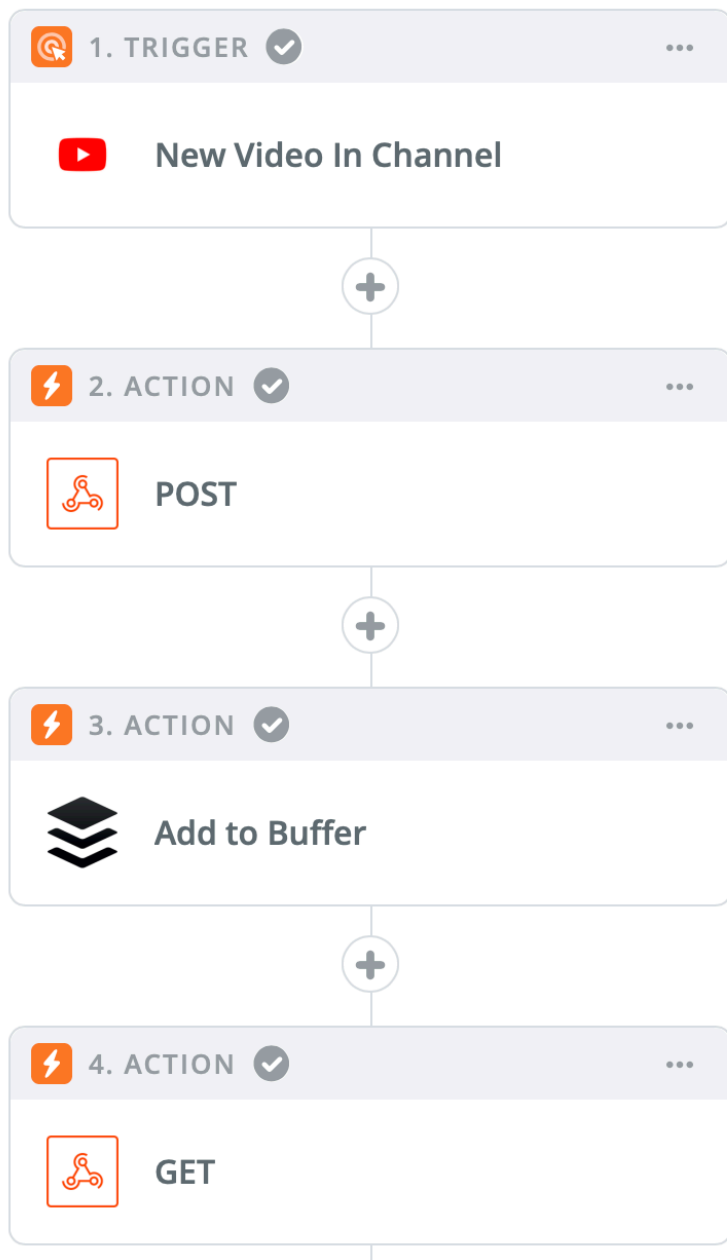 1. TRIGGER
New Video In Channel
2. ACTION
POST
3. ACTION
Add to Buffer
4. ACTION
GET